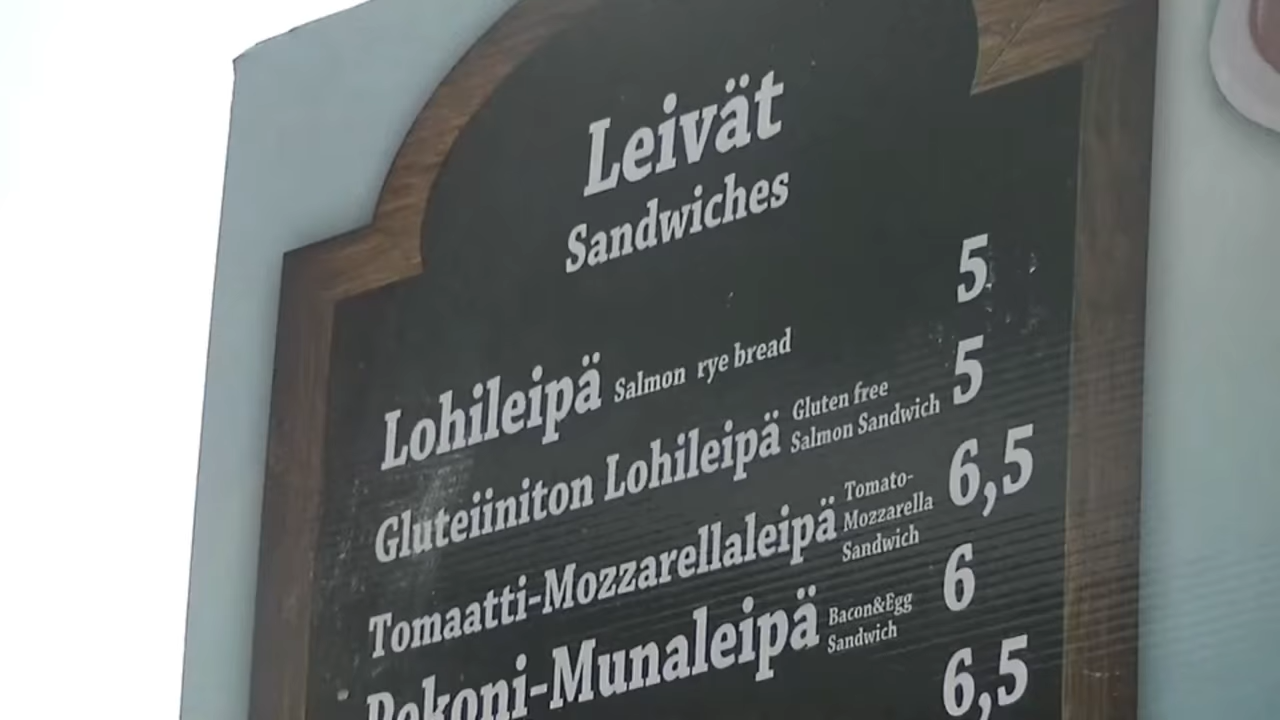 Leivät
Sandwiches
Lohileipä Salmon rye bread 5
Gluteiiniton Lohileipä Gluten free Salmon Sandwich 5
Tomaatti-Mozzarellaleipä Tomato-Mozzarella Sandwich 6,5
Pekoni-Munaleipä Bacon&Egg Sandwich 6
6,5